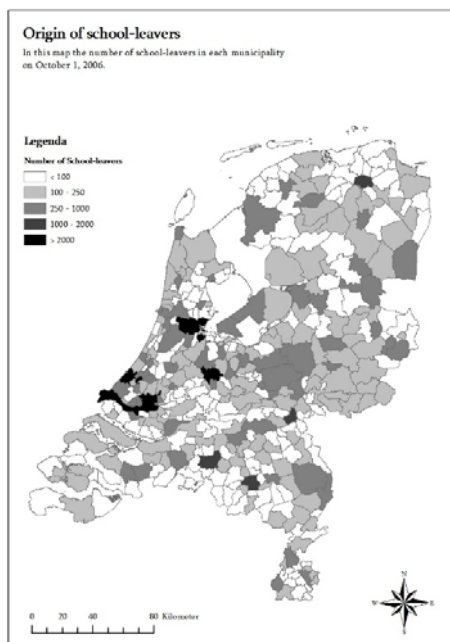 Origin of school-leavers
In this map the number of school-leavers in each municipality
on October 1, 2006.
Legenda
Number of School-leavers
< 100
100 - 250
250 - 1000
1000 - 2000
> 2000
N
W
E
S
0 20 40 80 Kilometer